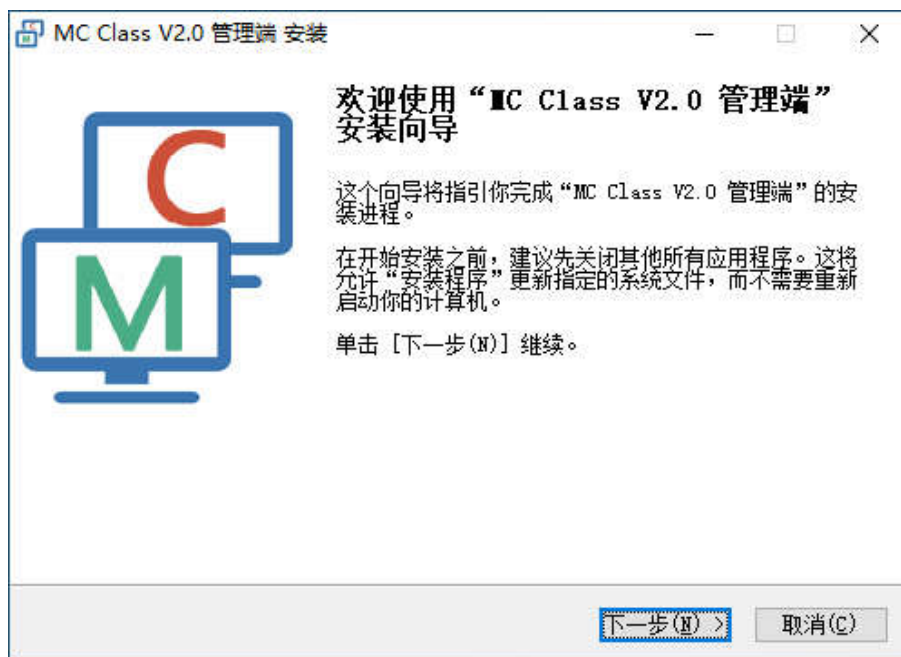 MC Class V2.0 管理端 安装
C
M
欢迎使用“MC Class V2.0 管理端”
安装向导
这个向导将指引你完成“MC Class V2.0 管理端”的安
装进程。
在开始安装之前，建议先关闭其他所有应用程序。这将
允许“安装程序”更新指定的系统文件，而不需要重新
启动你的计算机。
单击 [下一步(N)] 继续。
下一步(N) >
取消(C)